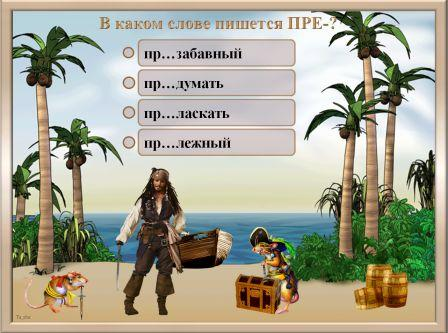 В каком слове пишется ПРЕ-?
пр…забавный
пр…думать
пр…ласкать
пр…лежный